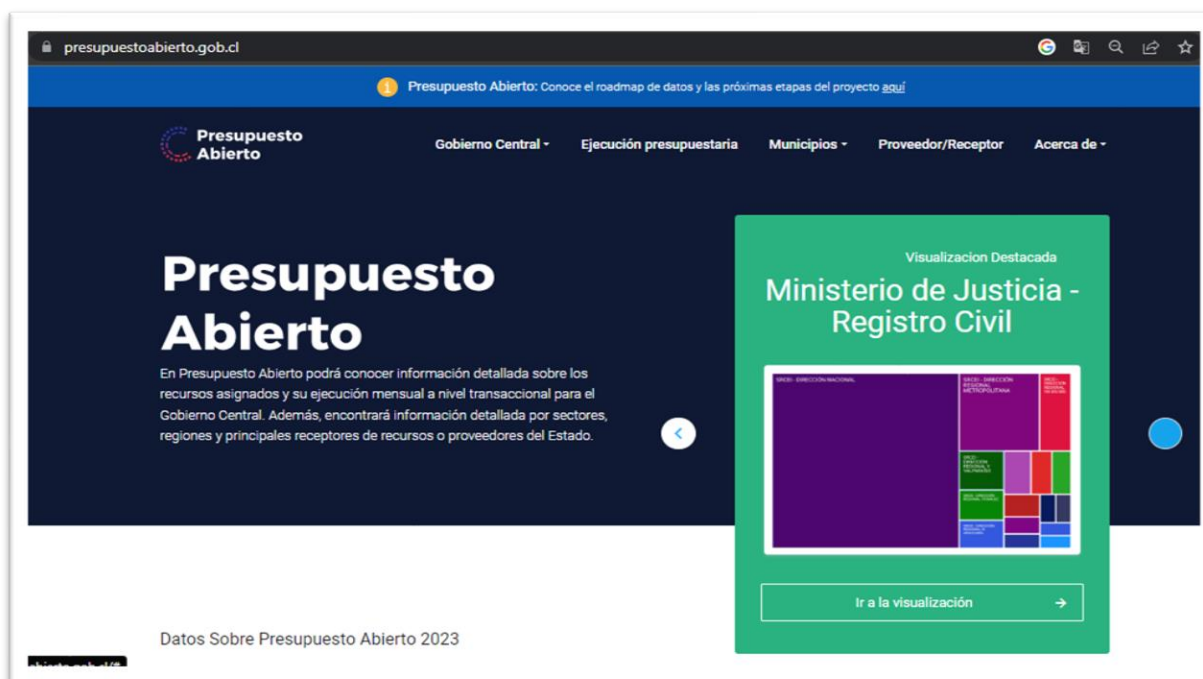 presupuestoabierto.gob.cl
Presupuesto Abierto: Conoce el roadmap de datos y las próximas etapas del proyecto aquí
Presupuesto
Abierto
Gobierno Central
Ejecución presupuestaria
Municipios
Proveedor/Receptor
Acerca de
Presupuesto
Abierto
En Presupuesto Abierto podrá conocer información detallada sobre los
recursos asignados y su ejecución mensual a nivel transaccional para el
Gobierno Central. Además, encontrará información detallada por sectores,
regiones y principales receptores de recursos o proveedores del Estado.
Visualizacion Destacada
Ministerio de Justicia -
Registro Civil
SRCEI - DIRECCIÓN NACIONAL
SRCEI - DIRECCIÓN
REGIONAL
METROPOLITANA
Ir a la visualización
Datos Sobre Presupuesto Abierto 2023